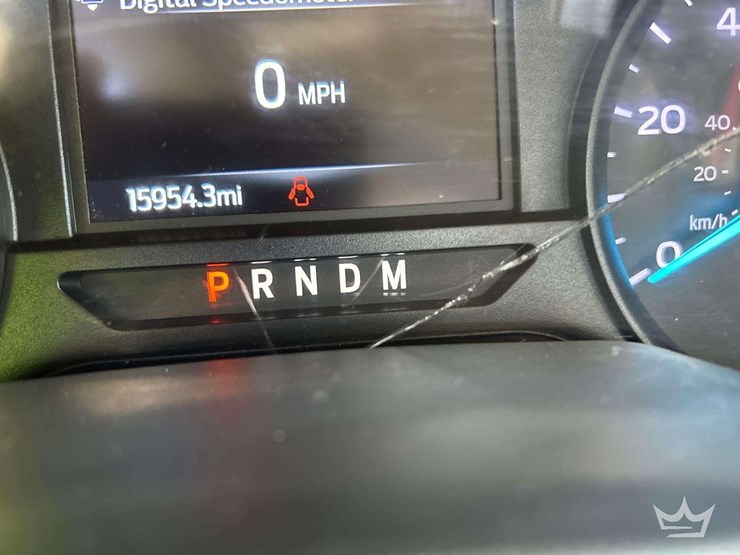 Digital Speedometer
0 MPH
15954.3mi
P R N D M
20
40
20
km/h
0